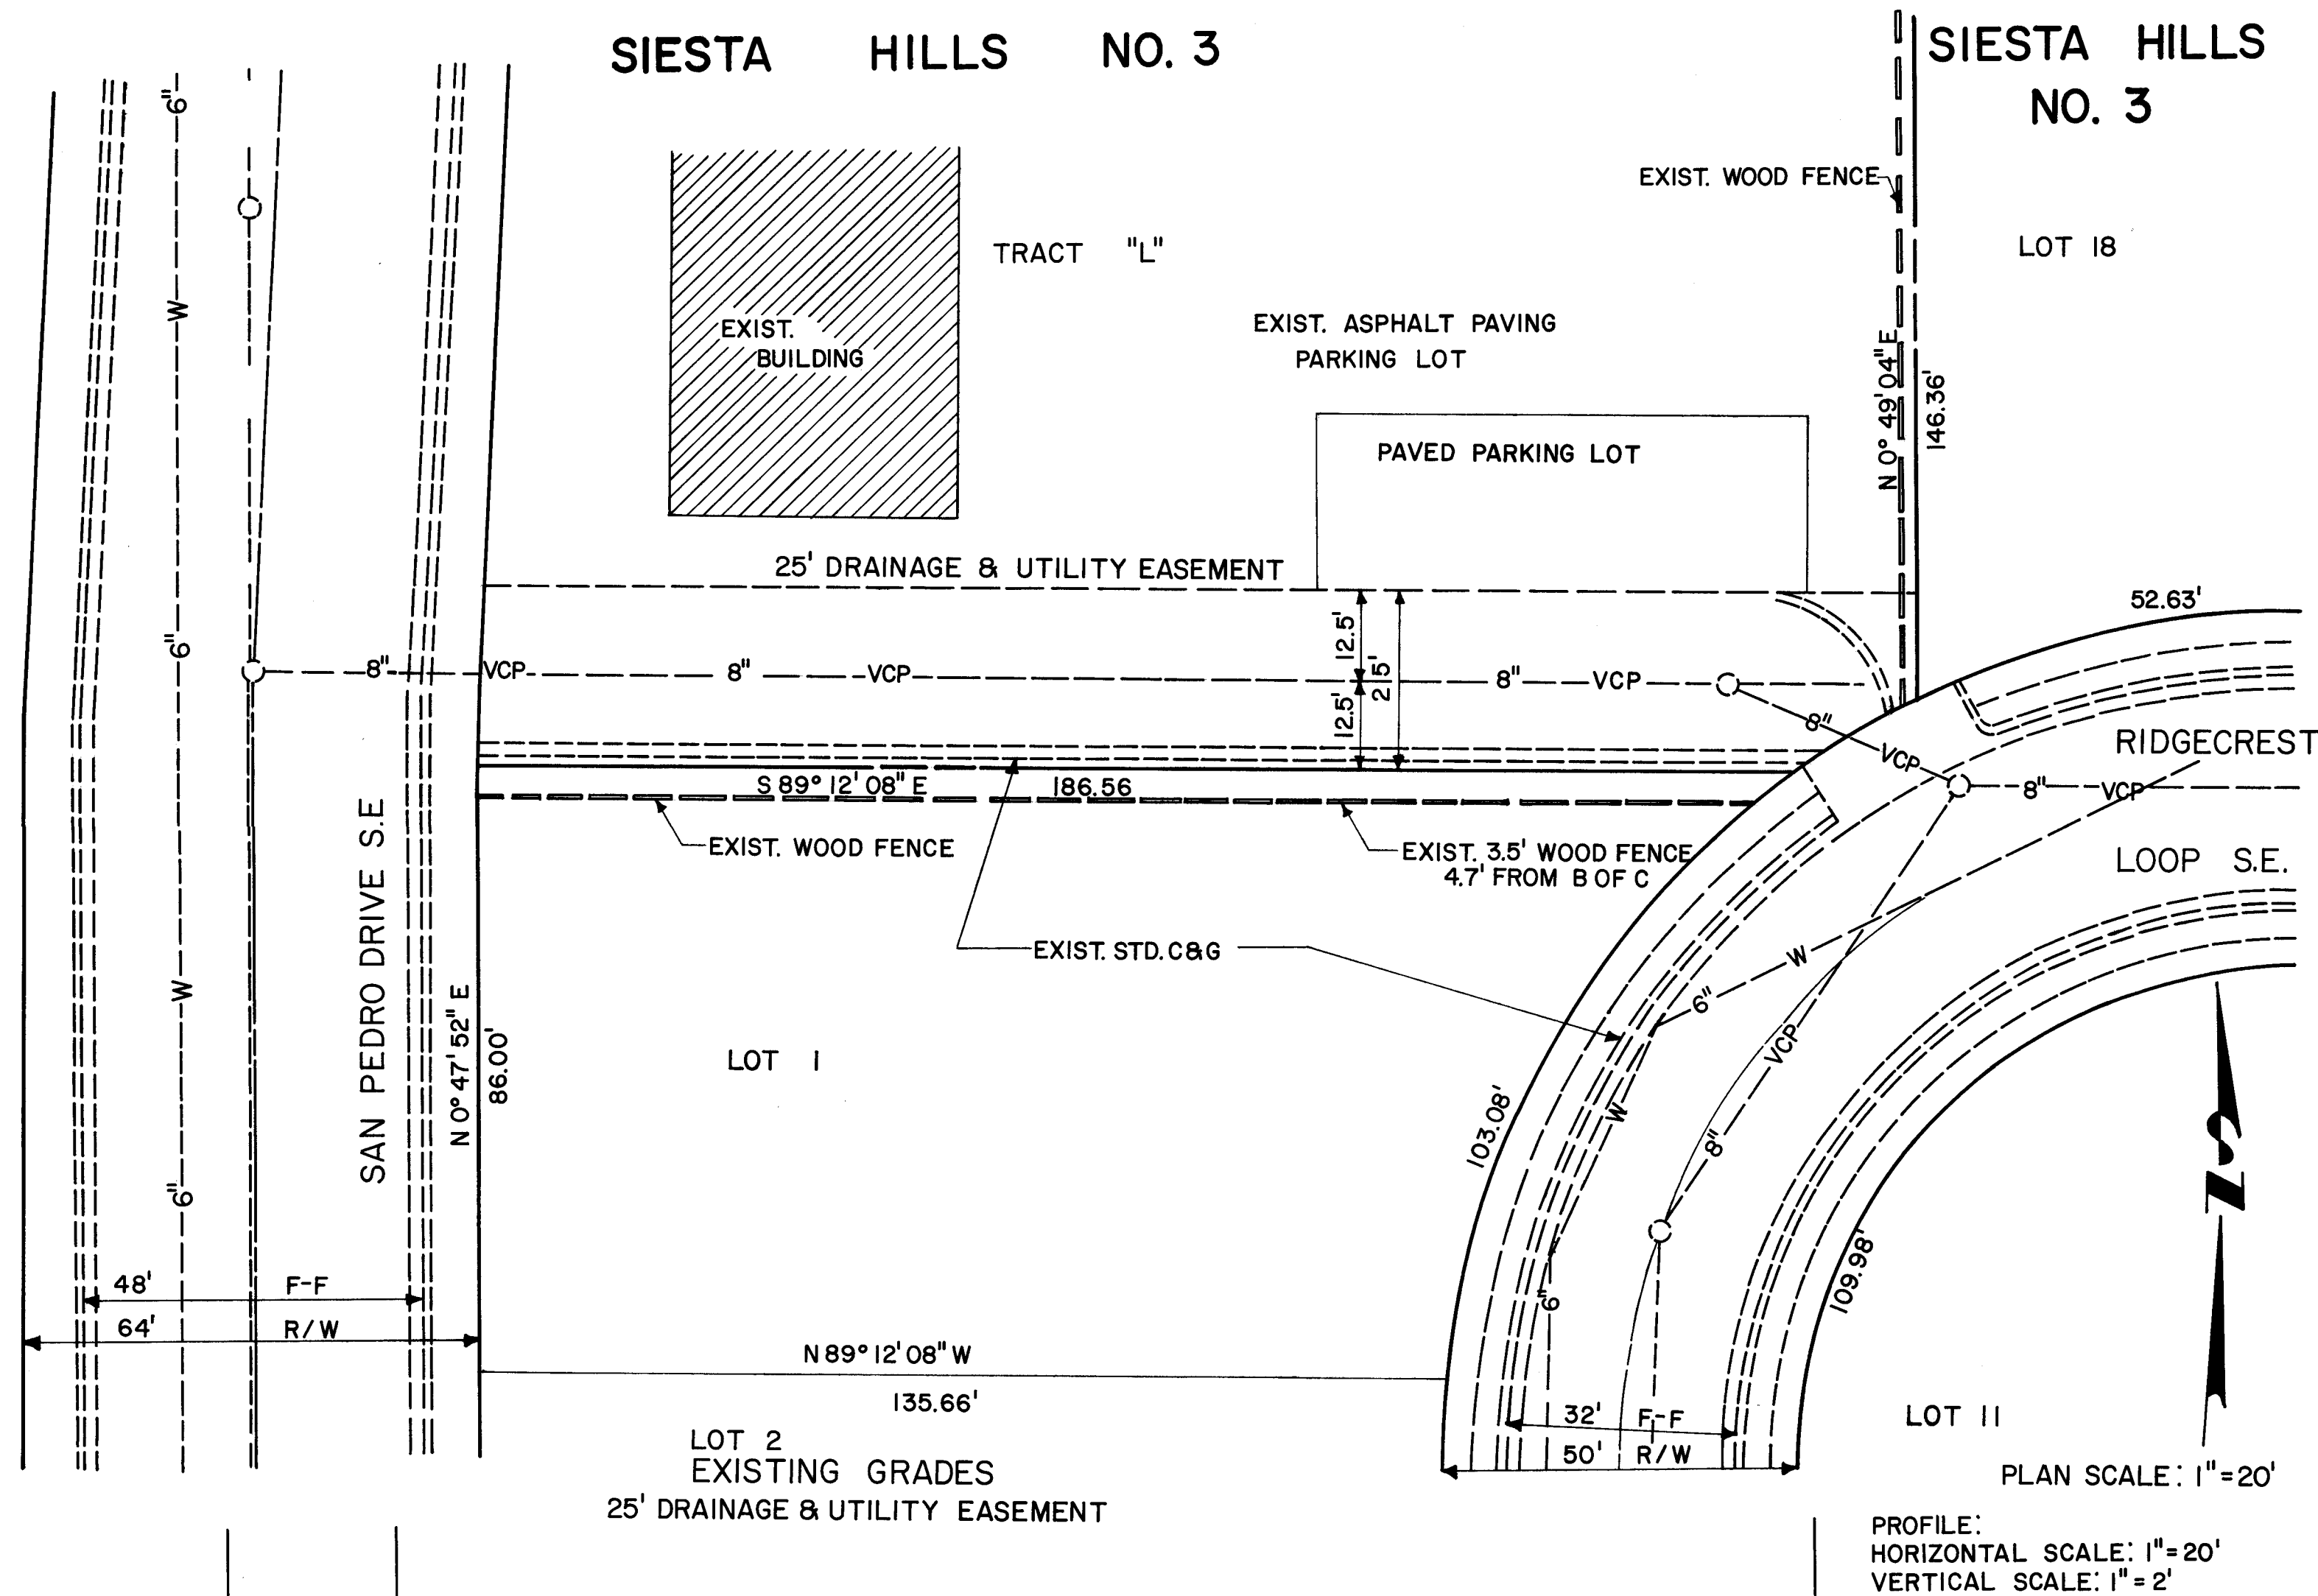 SIESTA HILLS NO. 3
SIESTA HILLS
NO. 3
EXIST. WOOD FENCE
LOT 18
TRACT "L"
EXIST.
BUILDING
EXIST. ASPHALT PAVING
PARKING LOT
PAVED PARKING LOT
N 0° 49' 04" E
146.36'
25' DRAINAGE & UTILITY EASEMENT
52.63'
6"
W
6"
W
6"
8"
VCP
8"
VCP
12.5'
12.5'
25'
8"
VCP
8"
VCP
8"
VCP
RIDGECREST
LOOP S.E.
S 89° 12' 08" E
186.56
EXIST. WOOD FENCE
EXIST. 3.5' WOOD FENCE
4.7' FROM B OF C
EXIST. STD. C&G
SAN PEDRO DRIVE S.E
N 0° 47' 52" E
86.00'
LOT 1
W
6"
VCP
8"
W
6"
103.08'
109.98'
48' F-F
64' R/W
N 89° 12' 08" W
135.66'
32' F-F
50' R/W
LOT 11
N
LOT 2
EXISTING GRADES
25' DRAINAGE & UTILITY EASEMENT
PLAN SCALE: 1"=20'
PROFILE:
HORIZONTAL SCALE: 1"=20'
VERTICAL SCALE: 1"=2'